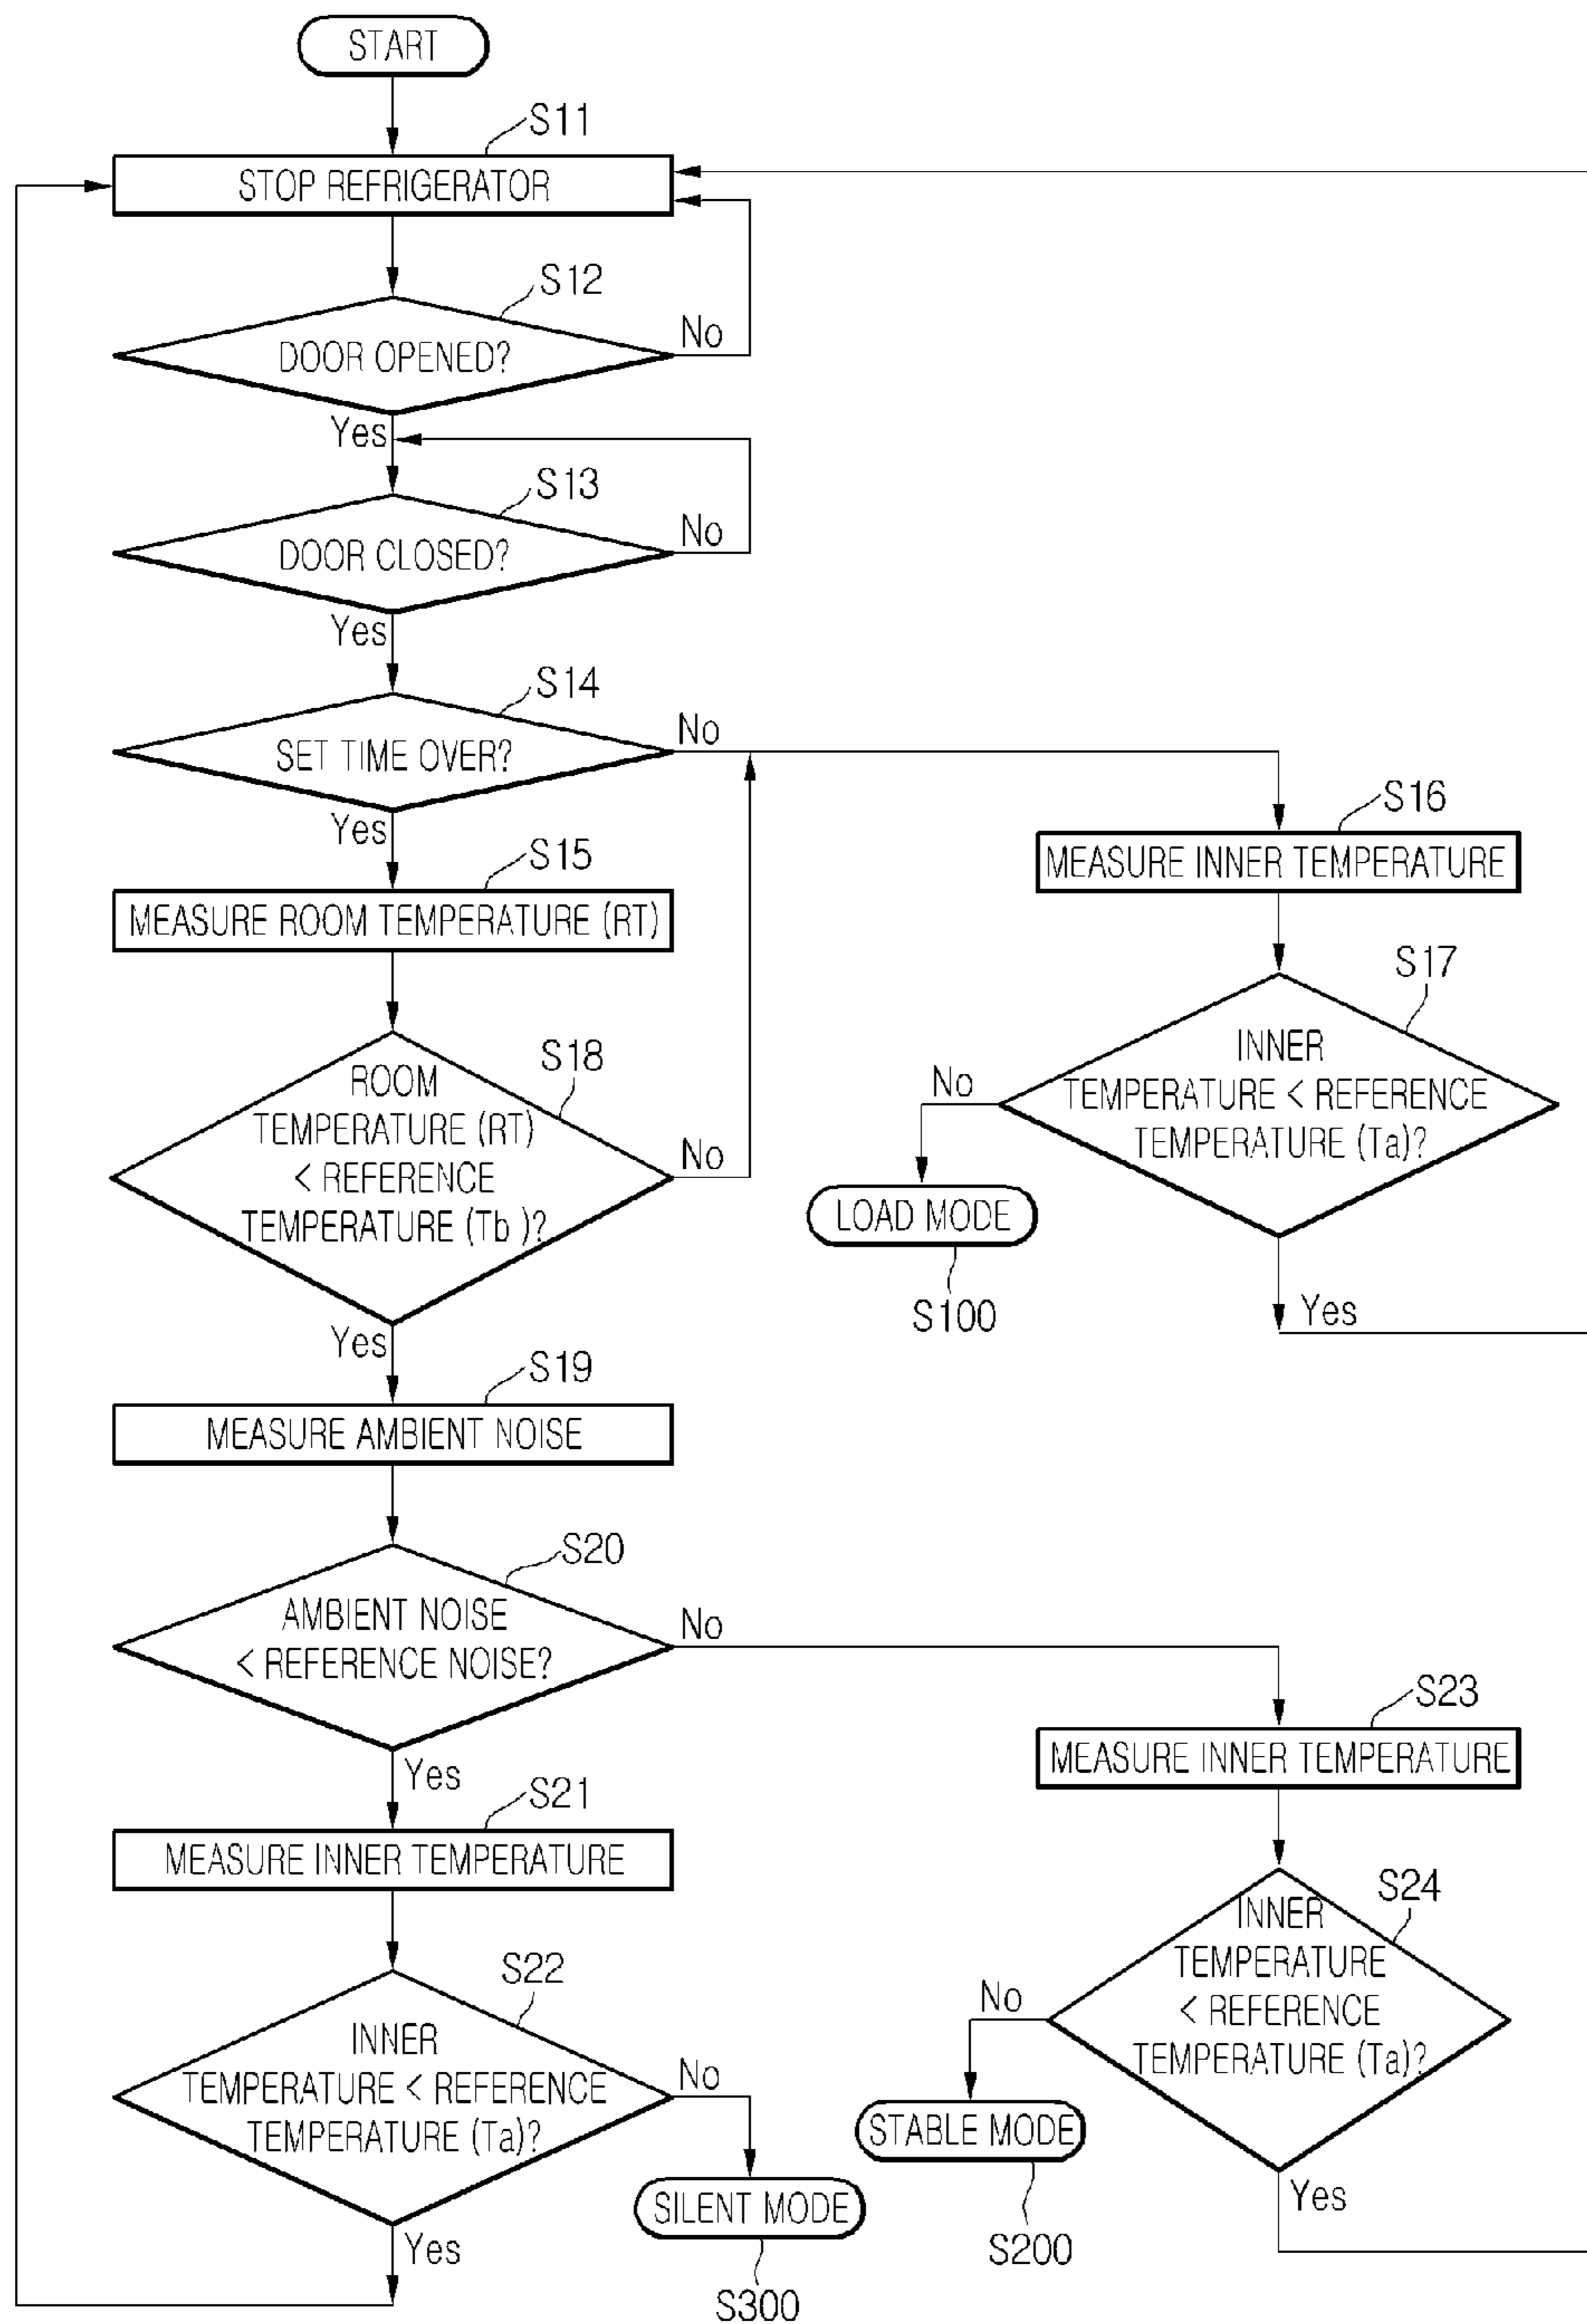 START
S11
STOP REFRIGERATOR
S12
DOOR OPENED?
No
Yes
S13
DOOR CLOSED?
No
Yes
S14
SET TIME OVER?
No
Yes
S15
MEASURE ROOM TEMPERATURE (RT)
S16
MEASURE INNER TEMPERATURE
S17
INNER
TEMPERATURE < REFERENCE
TEMPERATURE (Ta)?
No
LOAD MODE
S100
Yes
S18
ROOM
TEMPERATURE (RT)
< REFERENCE
TEMPERATURE (Tb )?
No
Yes
S19
MEASURE AMBIENT NOISE
S20
AMBIENT NOISE
< REFERENCE NOISE?
No
Yes
S21
MEASURE INNER TEMPERATURE
S22
INNER
TEMPERATURE < REFERENCE
TEMPERATURE (Ta)?
No
SILENT MODE
S300
Yes
S23
MEASURE INNER TEMPERATURE
S24
INNER
TEMPERATURE
< REFERENCE
TEMPERATURE (Ta)?
No
STABLE MODE
S200
Yes